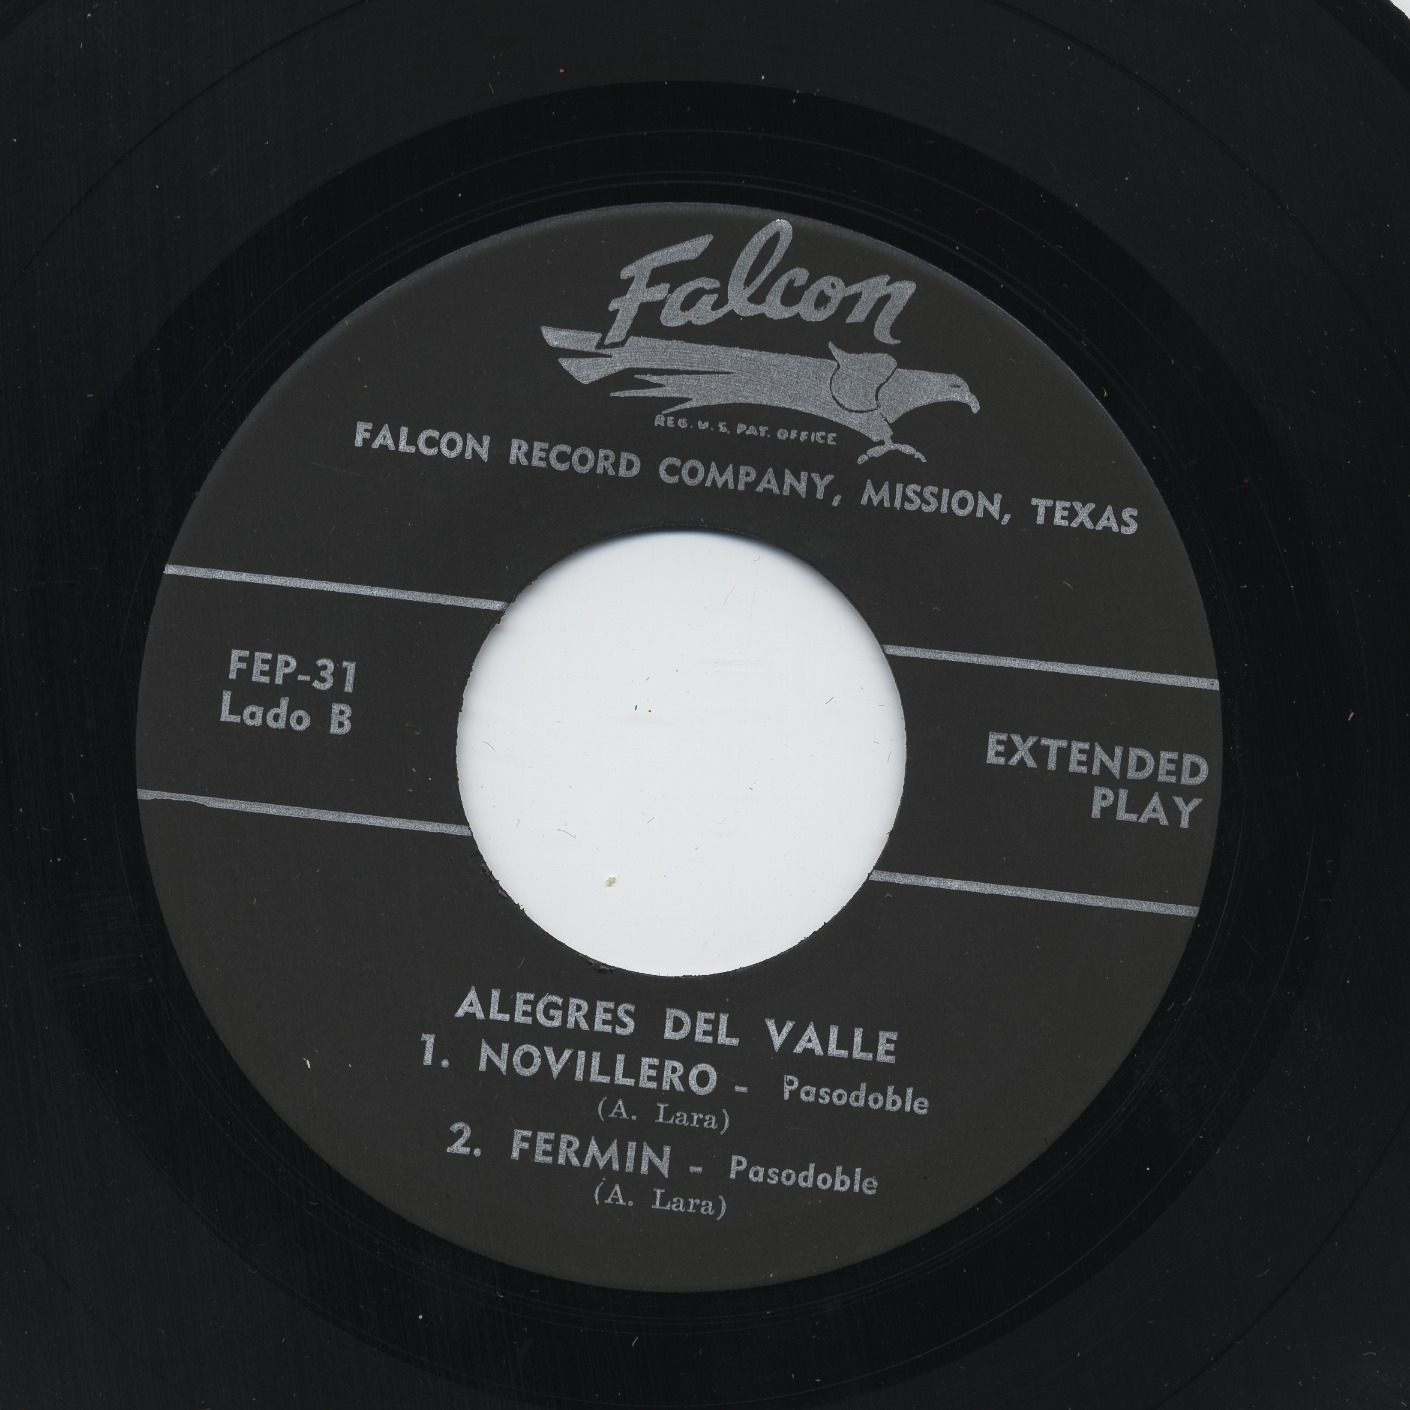 Falcon
REG. U.S. PAT. OFFICE
FALCON RECORD COMPANY, MISSION, TEXAS
FEP-31
Lado B
EXTENDED
PLAY
ALEGRES DEL VALLE
1. NOVILLERO - Pasodoble
(A. Lara)
2. FERMIN - Pasodoble
(A. Lara)